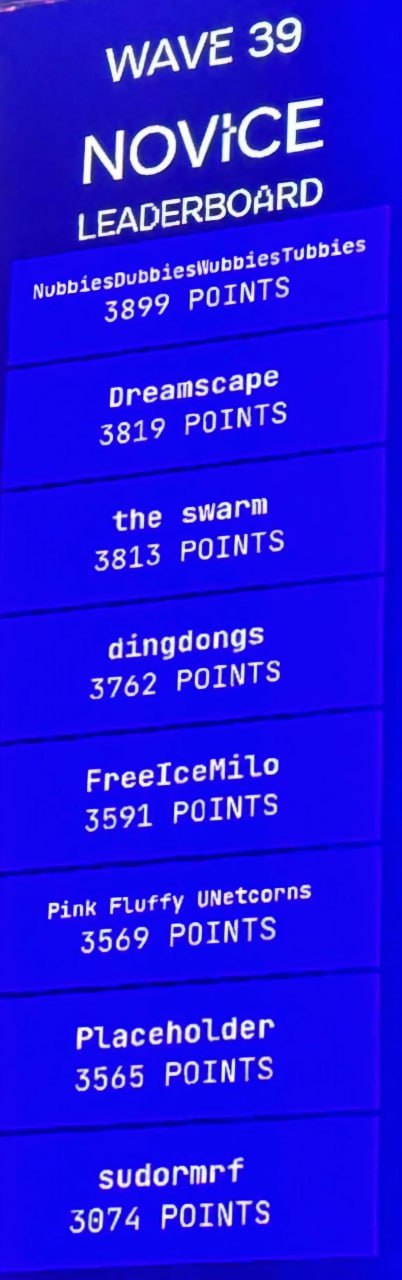 WAVE 39
NOVICE
LEADERBOARD
NubbiesDubbiesWubbiesTubbies
3899 POINTS
Dreamscape
3819 POINTS
the swarm
3813 POINTS
dingdongs
3762 POINTS
FreeIceMilo
3591 POINTS
Pink Fluffy UNetcorns
3569 POINTS
Placeholder
3565 POINTS
sudormrf
3074 POINTS